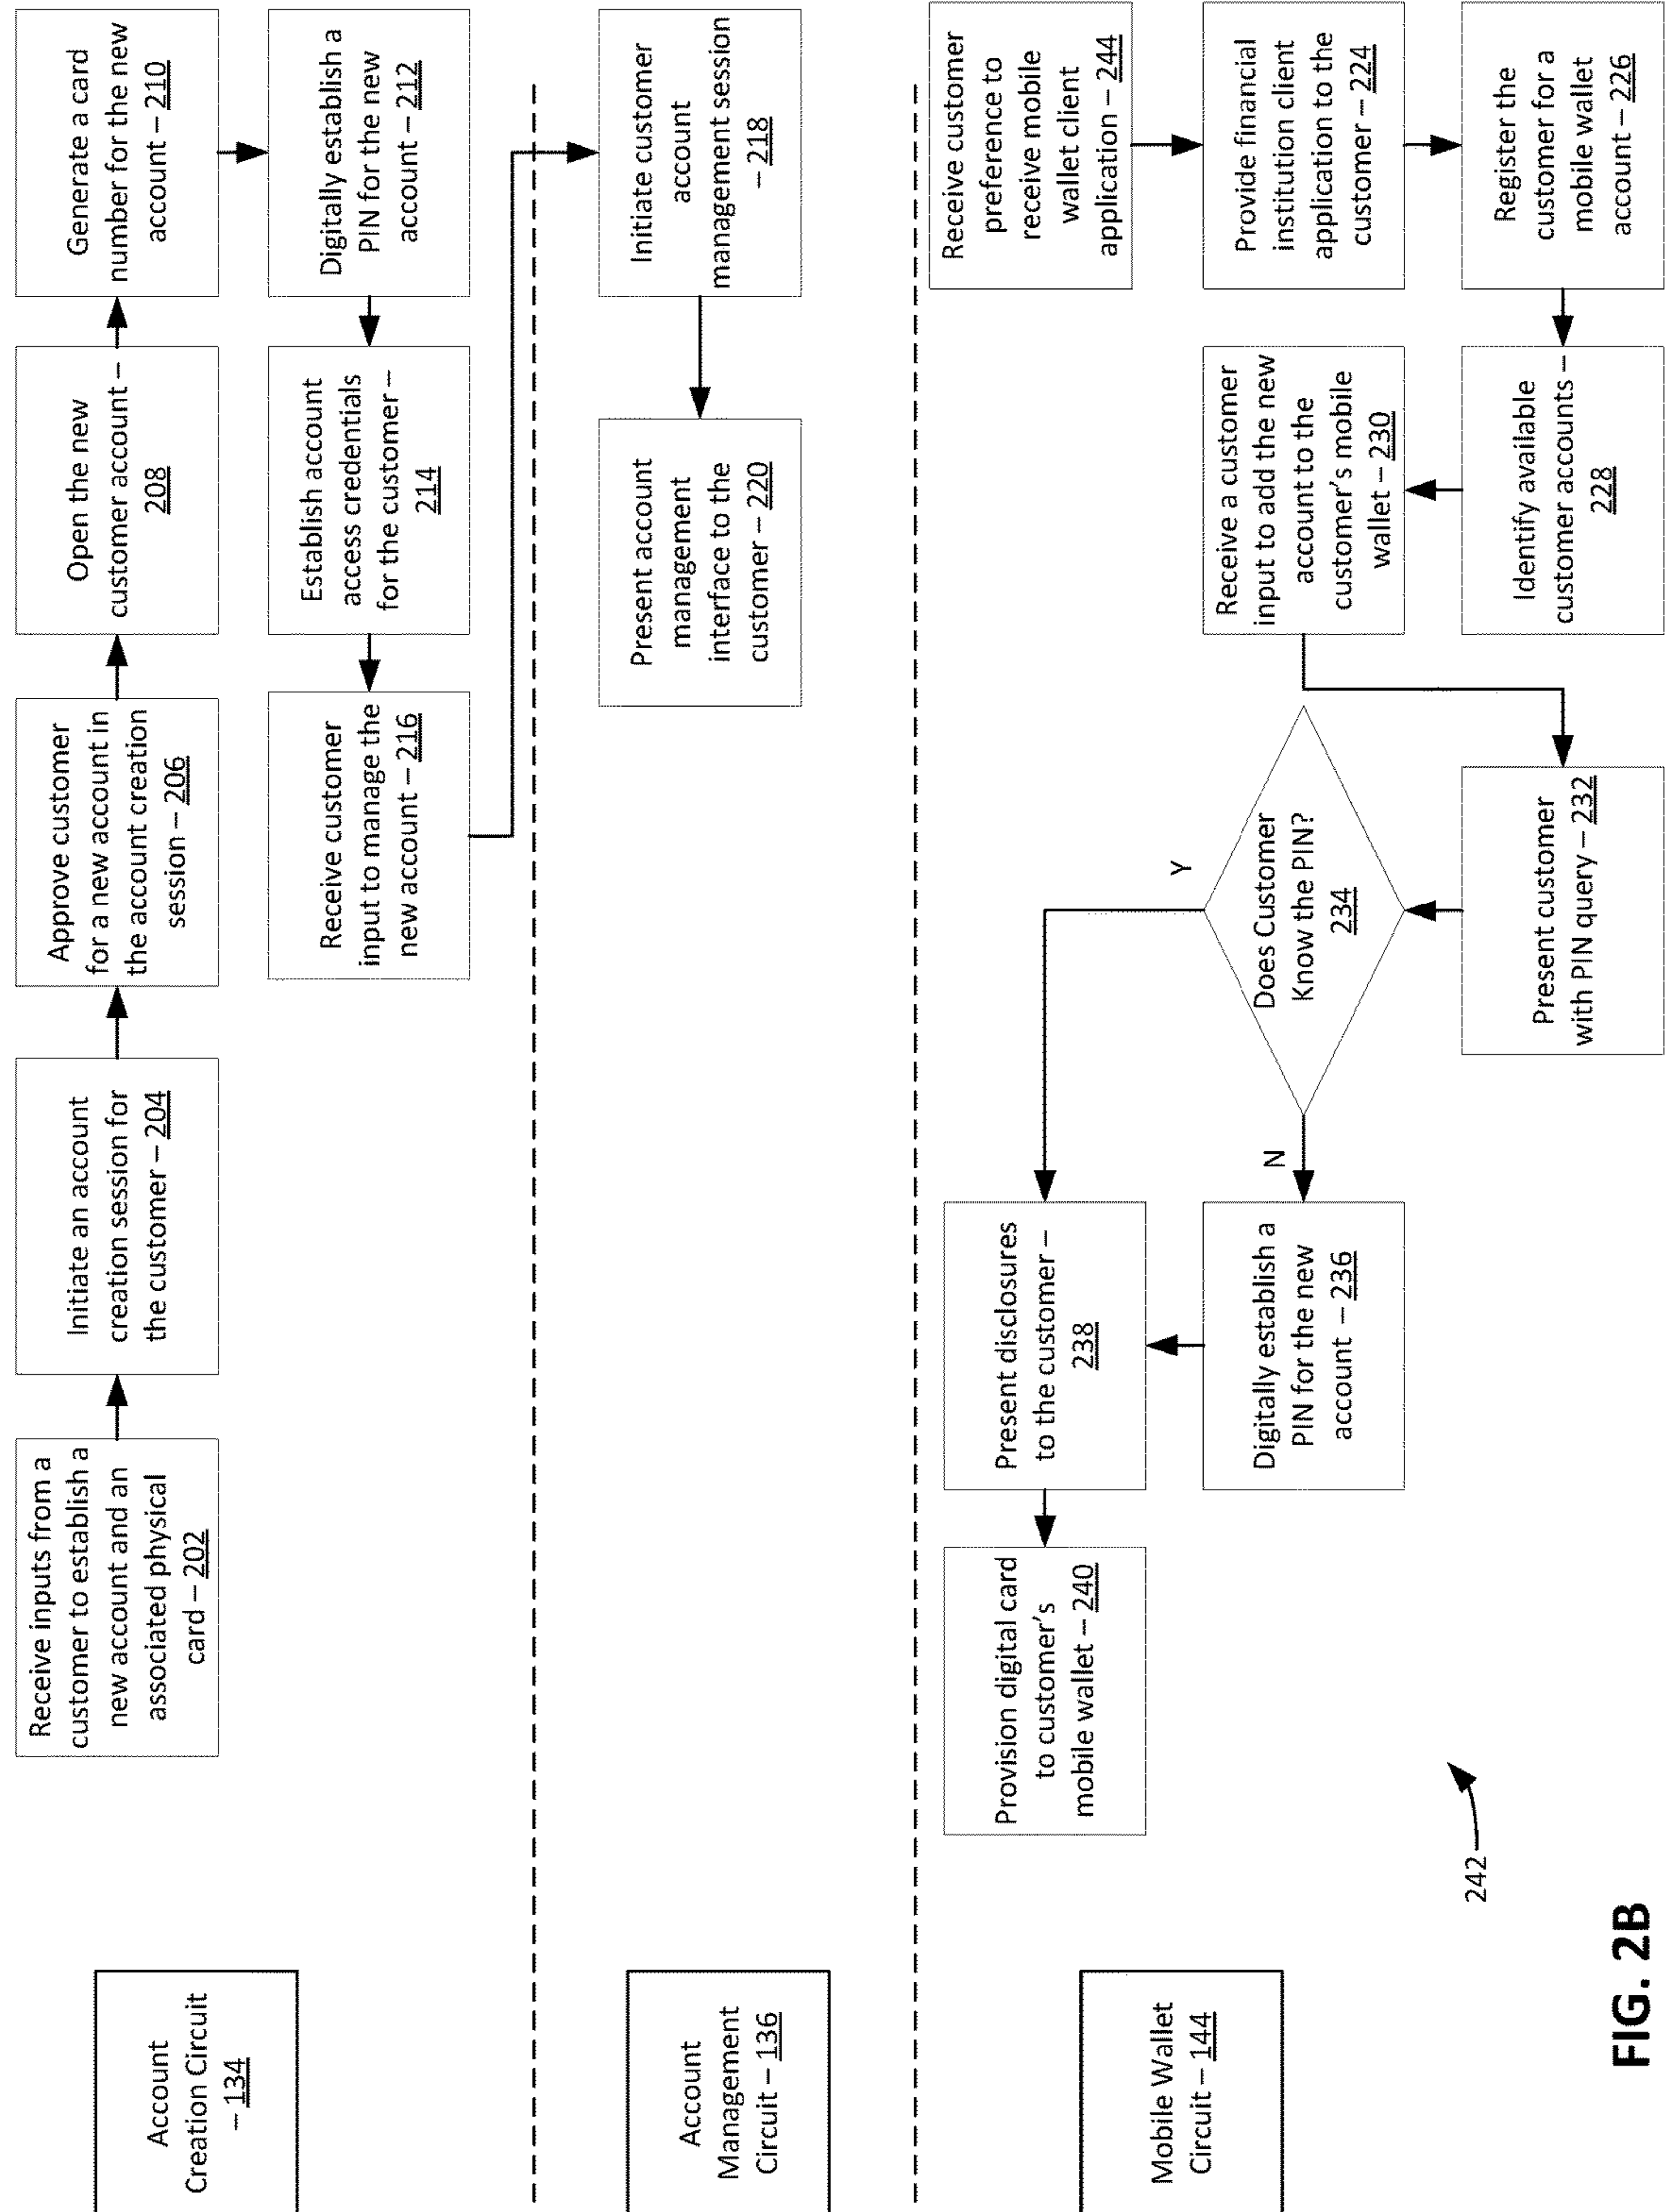 Account
Creation Circuit
– 134
Receive inputs from a
customer to establish a
new account and an
associated physical
card – 202
Initiate an account
creation session for
the customer – 204
Approve customer
for a new account in
the account creation
session – 206
Open the new
customer account –
208
Generate a card
number for the new
account – 210
Digitally establish a
PIN for the new
account – 212
Establish account
access credentials
for the customer –
214
Receive customer
input to manage the
new account – 216
Account
Management
Circuit – 136
Initiate customer
account
management session
– 218
Present account
management
interface to the
customer – 220
Mobile Wallet
Circuit – 144
Receive customer
preference to
receive mobile
wallet client
application – 244
Provide financial
institution client
application to the
customer – 224
Register the
customer for a
mobile wallet
account – 226
Identify available
customer accounts –
228
Receive a customer
input to add the new
account to the
customer's mobile
wallet – 230
Present customer
with PIN query – 232
Does Customer
Know the PIN?
234
Y
N
Digitally establish a
PIN for the new
account – 236
Present disclosures
to the customer –
238
Provision digital card
to customer's
mobile wallet – 240
242
FIG. 2B